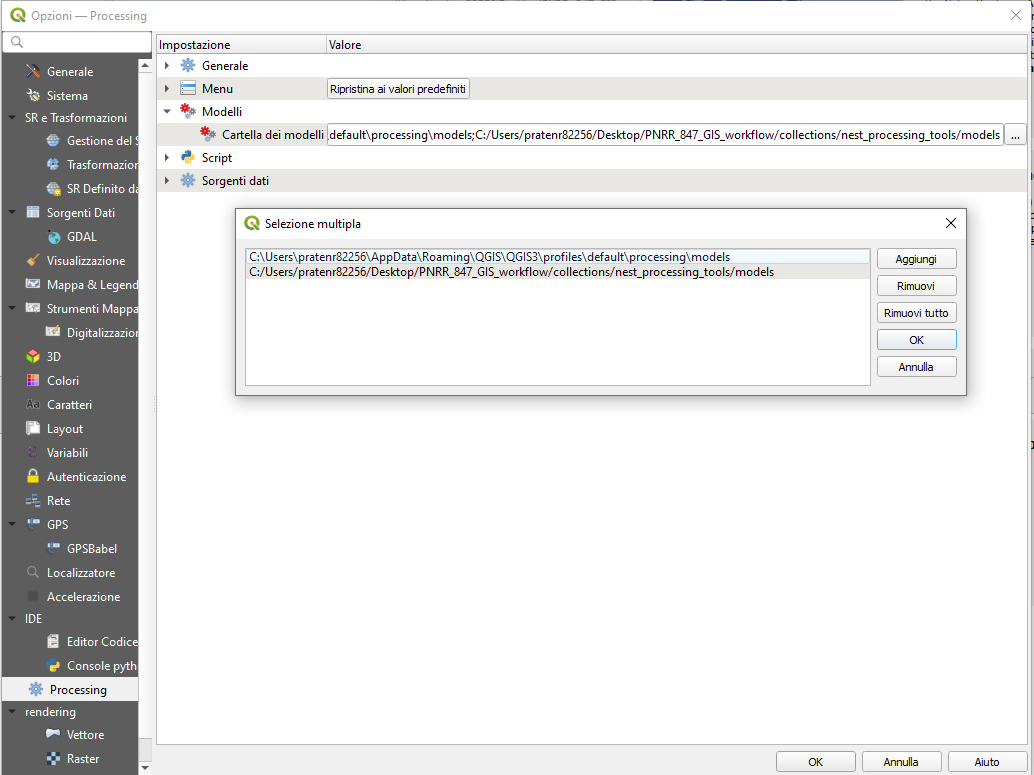 Opzioni — Processing
Impostazione
Valore
Generale
Sistema
SR e Trasformazioni
Gestione del S
Trasformazion
SR Definito da
Sorgenti Dati
GDAL
Visualizzazione
Mappa & Legend
Strumenti Mappa
Digitalizzazion
3D
Colori
Caratteri
Layout
Variabili
Autenticazione
Rete
GPS
GPSBabel
Localizzatore
Accelerazione
IDE
Editor Codice
Console pyth
Processing
rendering
Vettore
Raster
Generale
Menu
Ripristina ai valori predefiniti
Modelli
Cartella dei modelli
default\processing\models;C:/Users/pratenr82256/Desktop/PNRR_847_GIS_workflow/collections/nest_processing_tools/models
...
Script
Sorgenti dati
Selezione multipla
C:\Users\pratenr82256\AppData\Roaming\QGIS\QGIS3\profiles\default\processing\models
C:/Users/pratenr82256/Desktop/PNRR_847_GIS_workflow/collections/nest_processing_tools/models
Aggiungi
Rimuovi
Rimuovi tutto
OK
Annulla
OK
Annulla
Aiuto